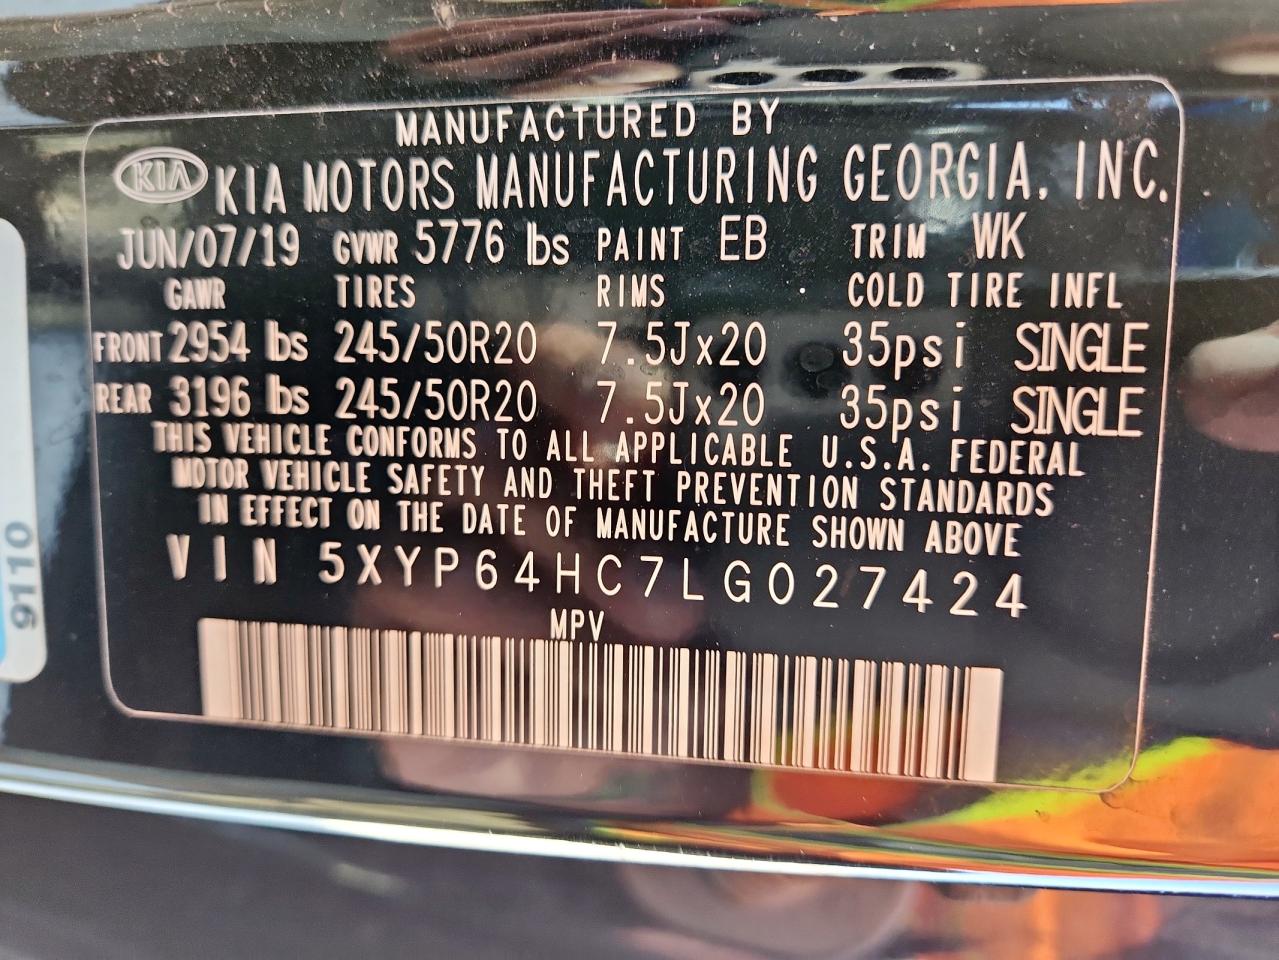 MANUFACTURED BY
KIA KIA MOTORS MANUFACTURING GEORGIA, INC.
JUN/07/19 GVWR 5776 lbs PAINT EB TRIM WK
GAWR TIRES RIMS COLD TIRE INFL
FRONT 2954 lbs 245/50R20 7.5Jx20 35psi SINGLE
REAR 3196 lbs 245/50R20 7.5Jx20 35psi SINGLE
THIS VEHICLE CONFORMS TO ALL APPLICABLE U.S.A. FEDERAL
MOTOR VEHICLE SAFETY AND THEFT PREVENTION STANDARDS
IN EFFECT ON THE DATE OF MANUFACTURE SHOWN ABOVE
VIN 5XYP64HC7LG027424
MPV
9110